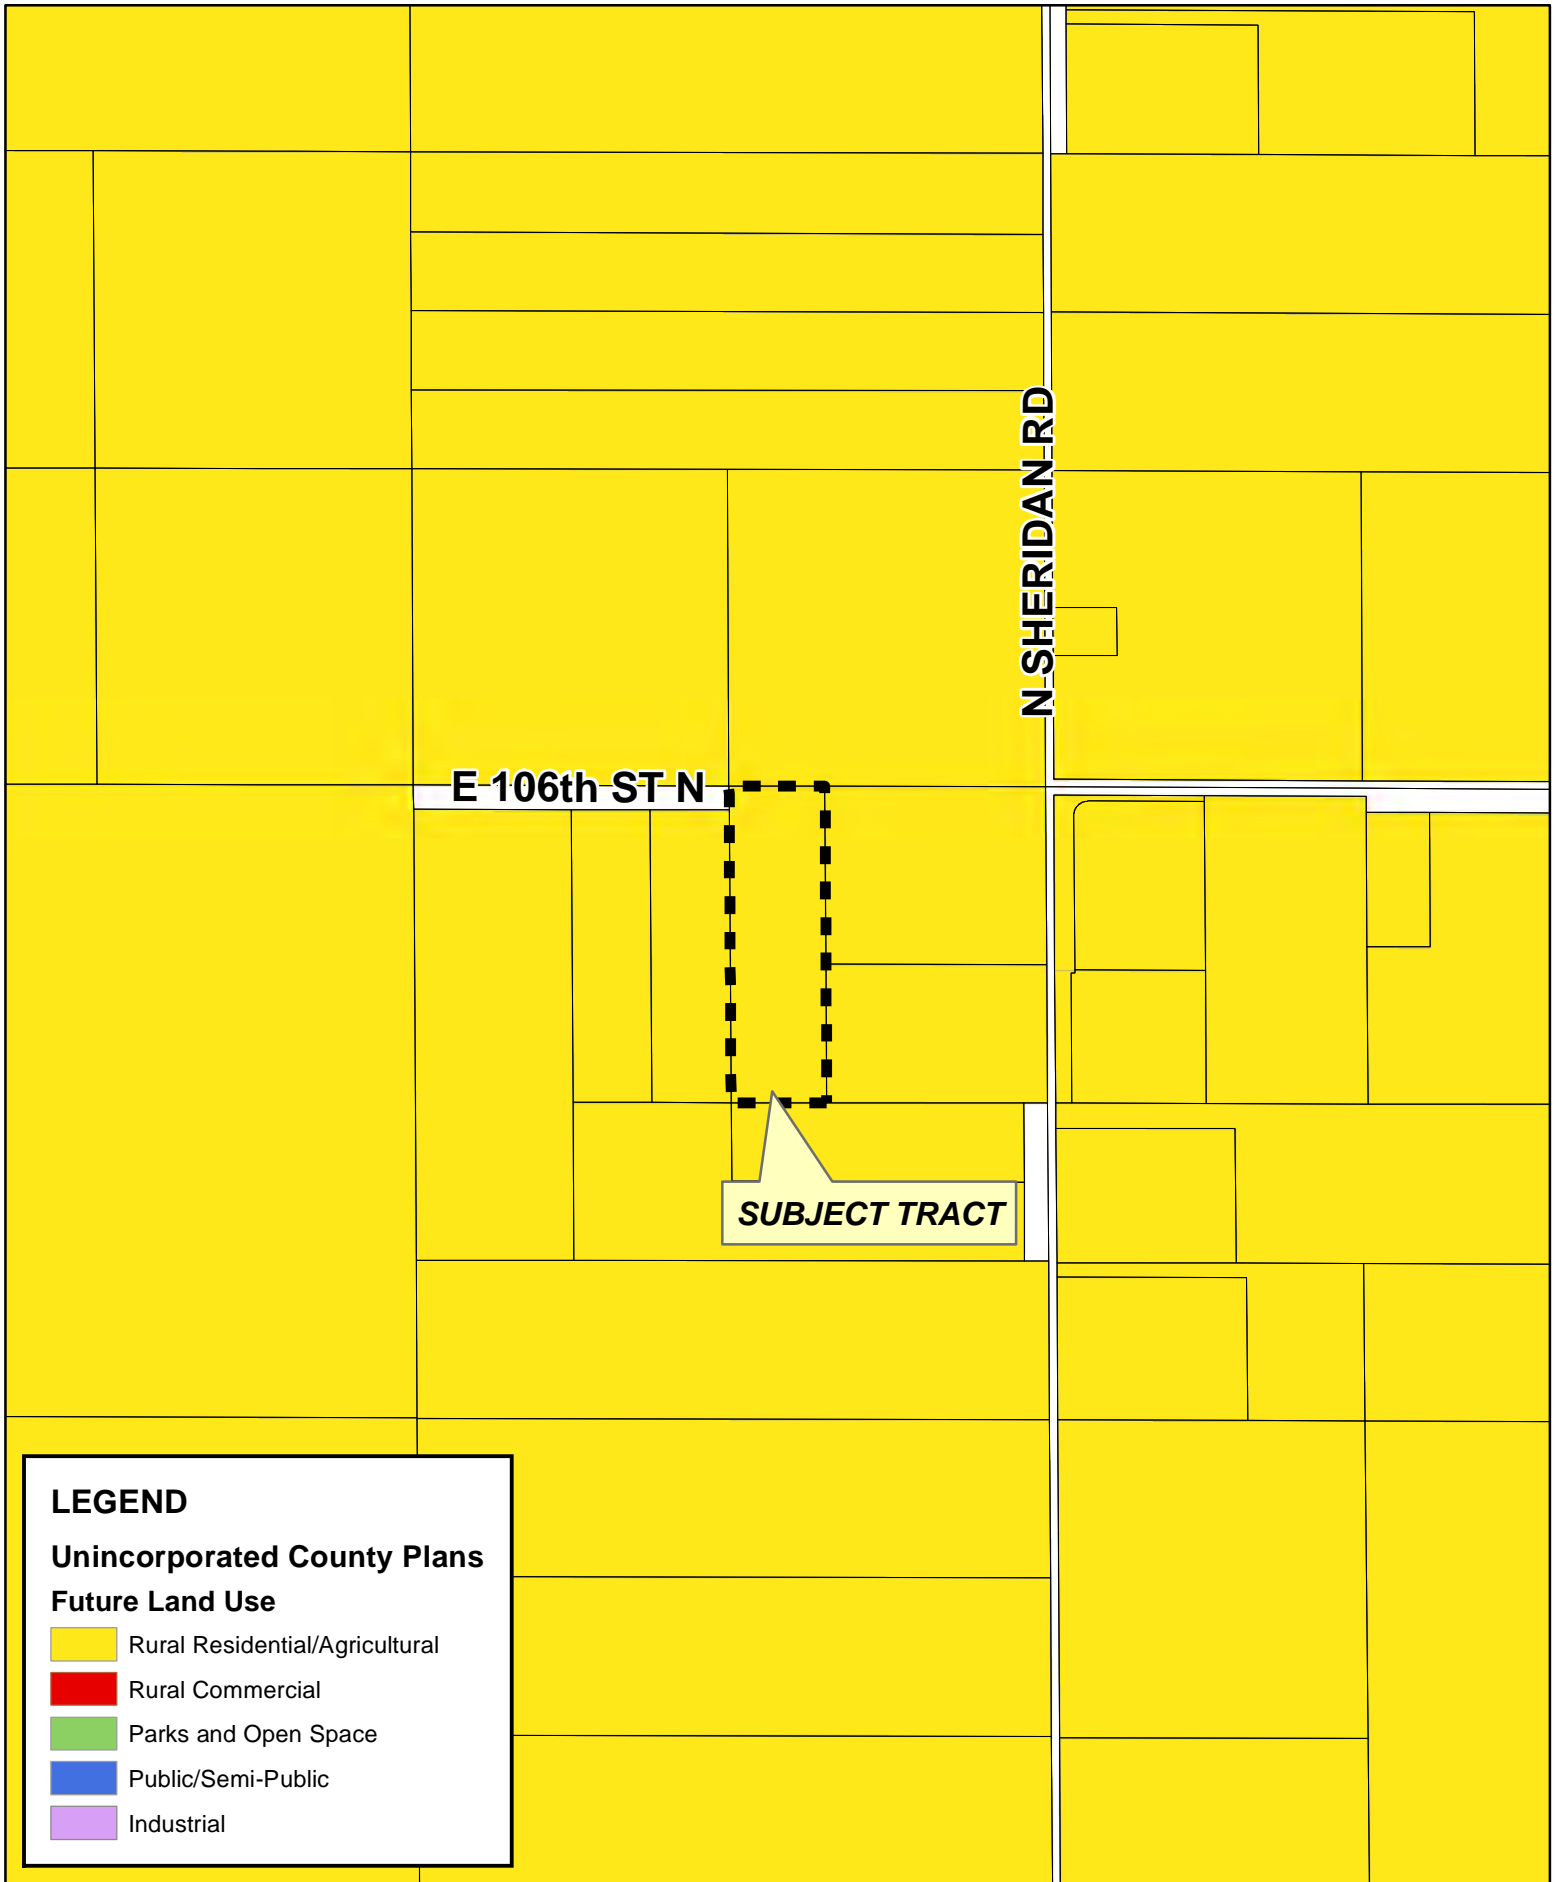 N SHERIDAN RD
E 106th ST N
SUBJECT TRACT
LEGEND
Unincorporated County Plans
Future Land Use
Rural Residential/Agricultural
Rural Commercial
Parks and Open Space
Public/Semi-Public
Industrial